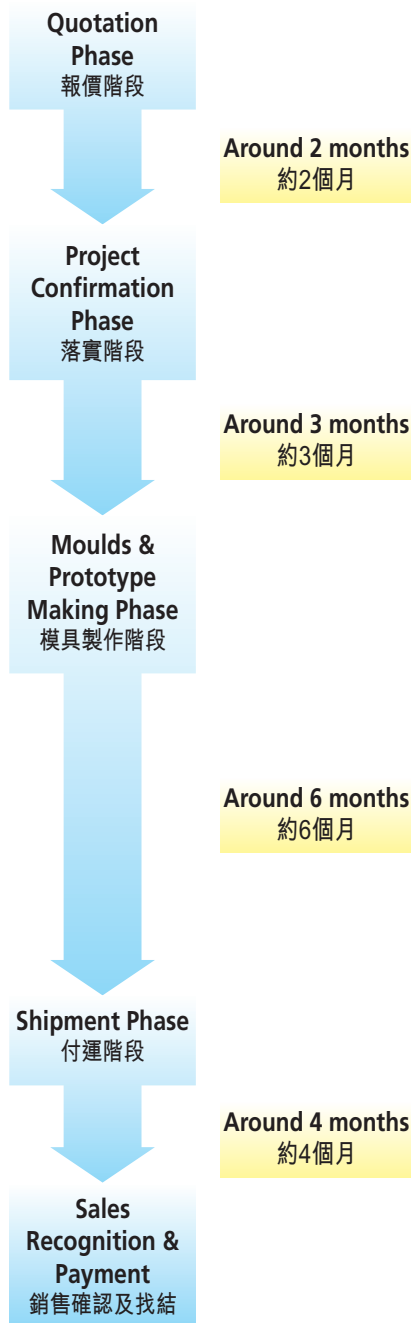 Quotation
Phase
報價階段
Around 2 months
約2個月
Project
Confirmation
Phase
落實階段
Around 3 months
約3個月
Moulds &
Prototype
Making Phase
模具製作階段
Around 6 months
約6個月
Shipment Phase
付運階段
Around 4 months
約4個月
Sales
Recognition &
Payment
銷售確認及找結